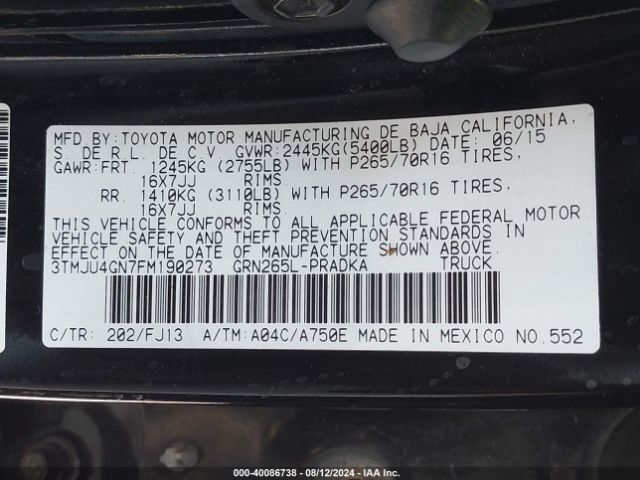 MFD.BY:TOYOTA MOTOR MANUFACTURING DE BAJA CALIFORNIA,
S. DE R.L. DE C.V. GVWR:2445KG(5400LB) DATE: 06/15
GAWR:FRT. 1245KG (2755LB) WITH P265/70R16 TIRES,
16X7JJ RIMS
RR. 1410KG (3110LB) WITH P265/70R16 TIRES,
16X7JJ RIMS
THIS VEHICLE CONFORMS TO ALL APPLICABLE FEDERAL MOTOR
VEHICLE SAFETY AND THEFT PREVENTION STANDARDS IN
EFFECT ON THE DATE OF MANUFACTURE SHOWN ABOVE.
3TMJU4GN7FM190273 GRN265L-PRADKA TRUCK
C/TR: 202/FJ13 A/TM:A04C/A750E MADE IN MEXICO NO.552
(STOCK) - 40086738 - 08/12/2024 - IAA Inc.